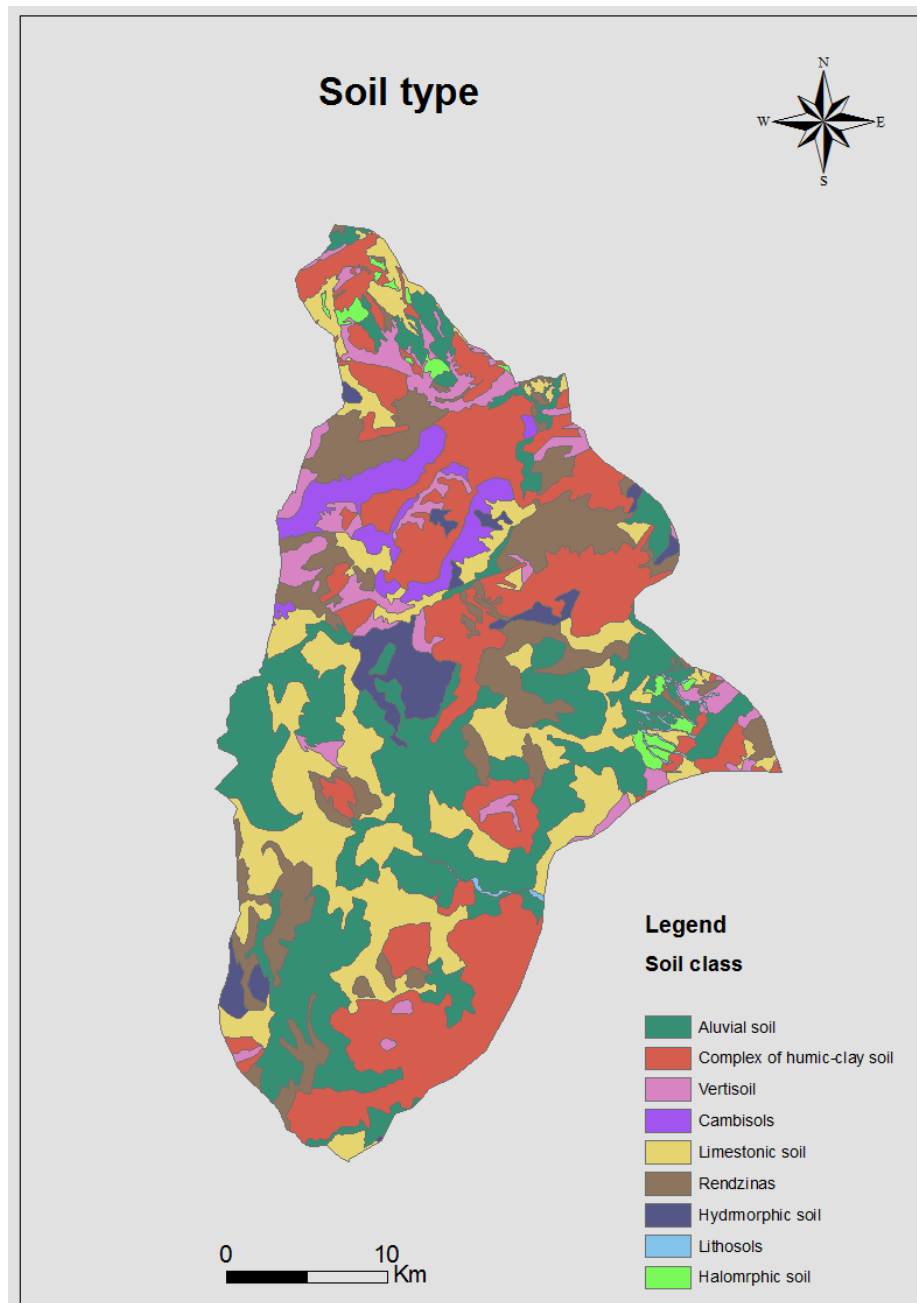 Soil type
N
W E
S
Legend
Soil class
Aluvial soil
Complex of humic-clay soil
Vertisoil
Cambisols
Limestonic soil
Rendzinas
Hydrmorphic soil
Lithosols
Halomrphic soil
0 10
Km